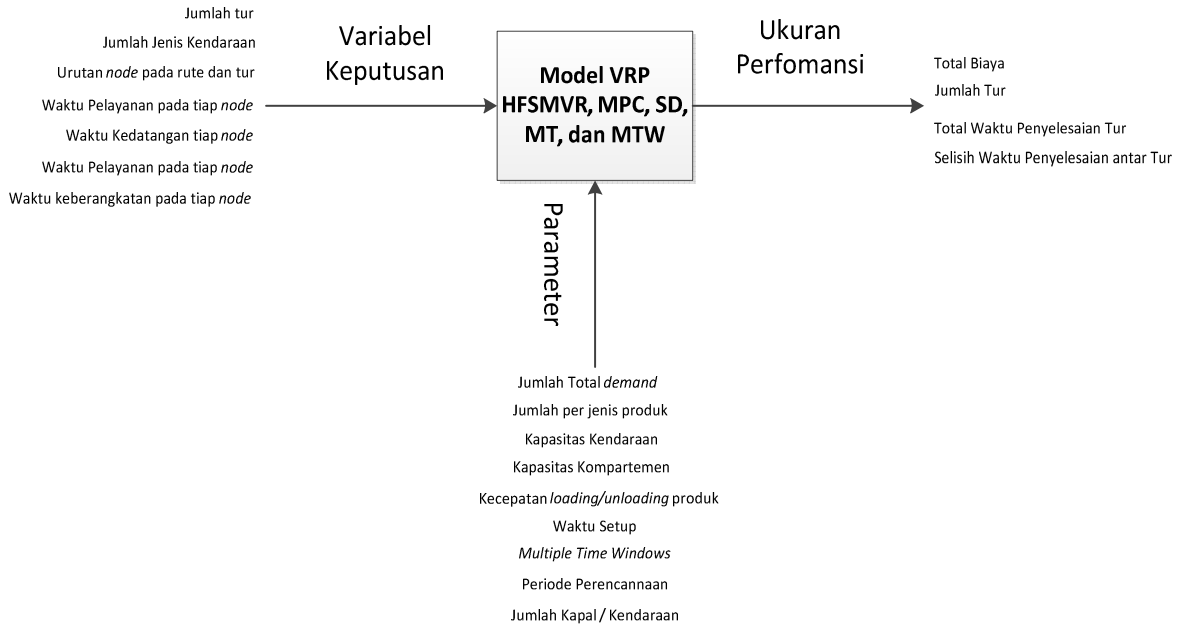 Jumlah tur
Jumlah Jenis Kendaraan
Urutan node pada rute dan tur
Waktu Pelayanan pada tiap node
Waktu Kedatangan tiap node
Waktu Pelayanan pada tiap node
Waktu keberangkatan pada tiap node
Variabel
Keputusan
Model VRP
HFSMVR, MPC, SD,
MT, dan MTW
Ukuran
Perfomansi
Total Biaya
Jumlah Tur
Total Waktu Penyelesaian Tur
Selisih Waktu Penyelesaian antar Tur
Parameter
Jumlah Total demand
Jumlah per jenis produk
Kapasitas Kendaraan
Kapasitas Kompartemen
Kecepatan loading/unloading produk
Waktu Setup
Multiple Time Windows
Periode Perencannaan
Jumlah Kapal / Kendaraan